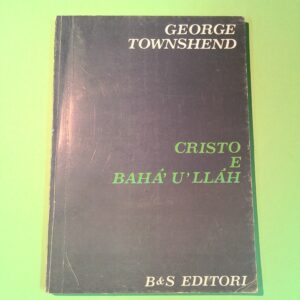 GEORGE
TOWNSHEND
CRISTO
E
BAHÁ' U'LLÁH
B&S EDITORI